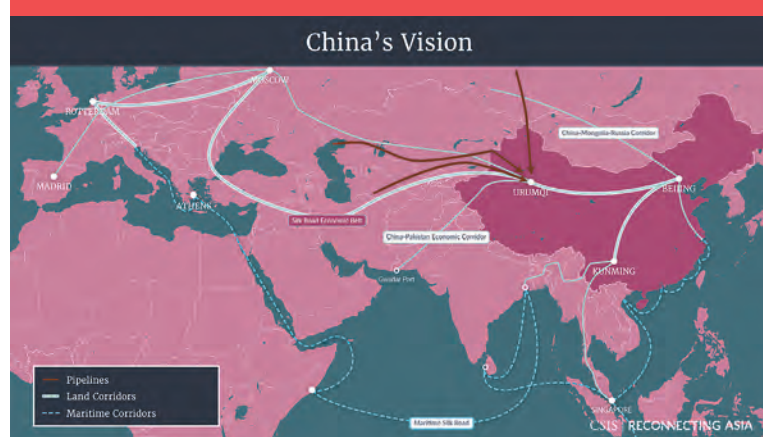 China's Vision
MOSCOW
ROTTERDAM
China-Mongolia-Russia Corridor
MADRID
URUMQI
BEIJING
ATHENS
Silk Road Economic Belt
China-Pakistan Economic Corridor
KUNMING
Gwadar Port
Pipelines
Land Corridors
Maritime Corridors
SINGAPORE
Maritime Silk Road
CSIS RECONNECTING ASIA